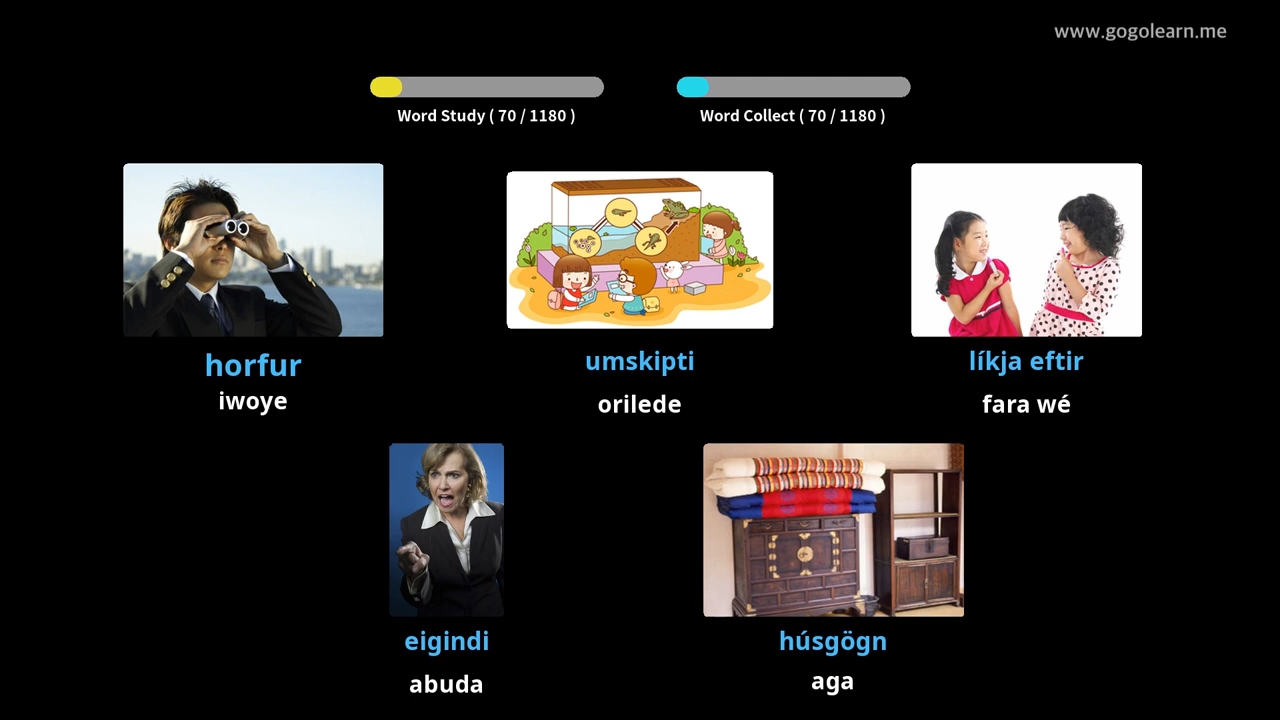 www.gogolearn.me
Word Study ( 70 / 1180 )
Word Collect ( 70 / 1180 )
horfur
iwoye
umskipti
orilede
líkja eftir
fara wé
eigindi
abuda
húsgögn
aga